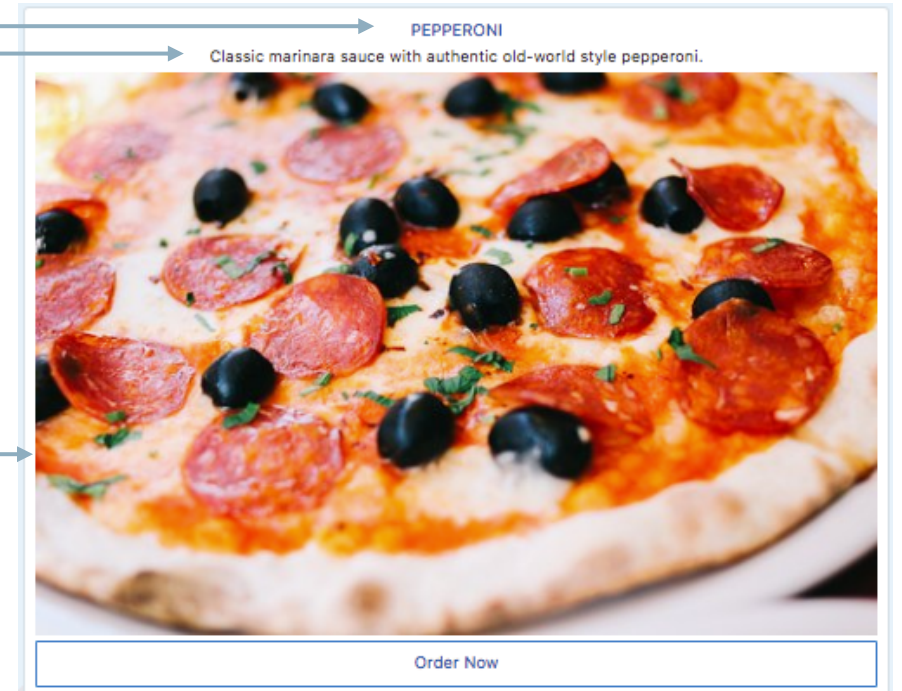 PEPPERONI
Classic marinara sauce with authentic old-world style pepperoni.
Order Now